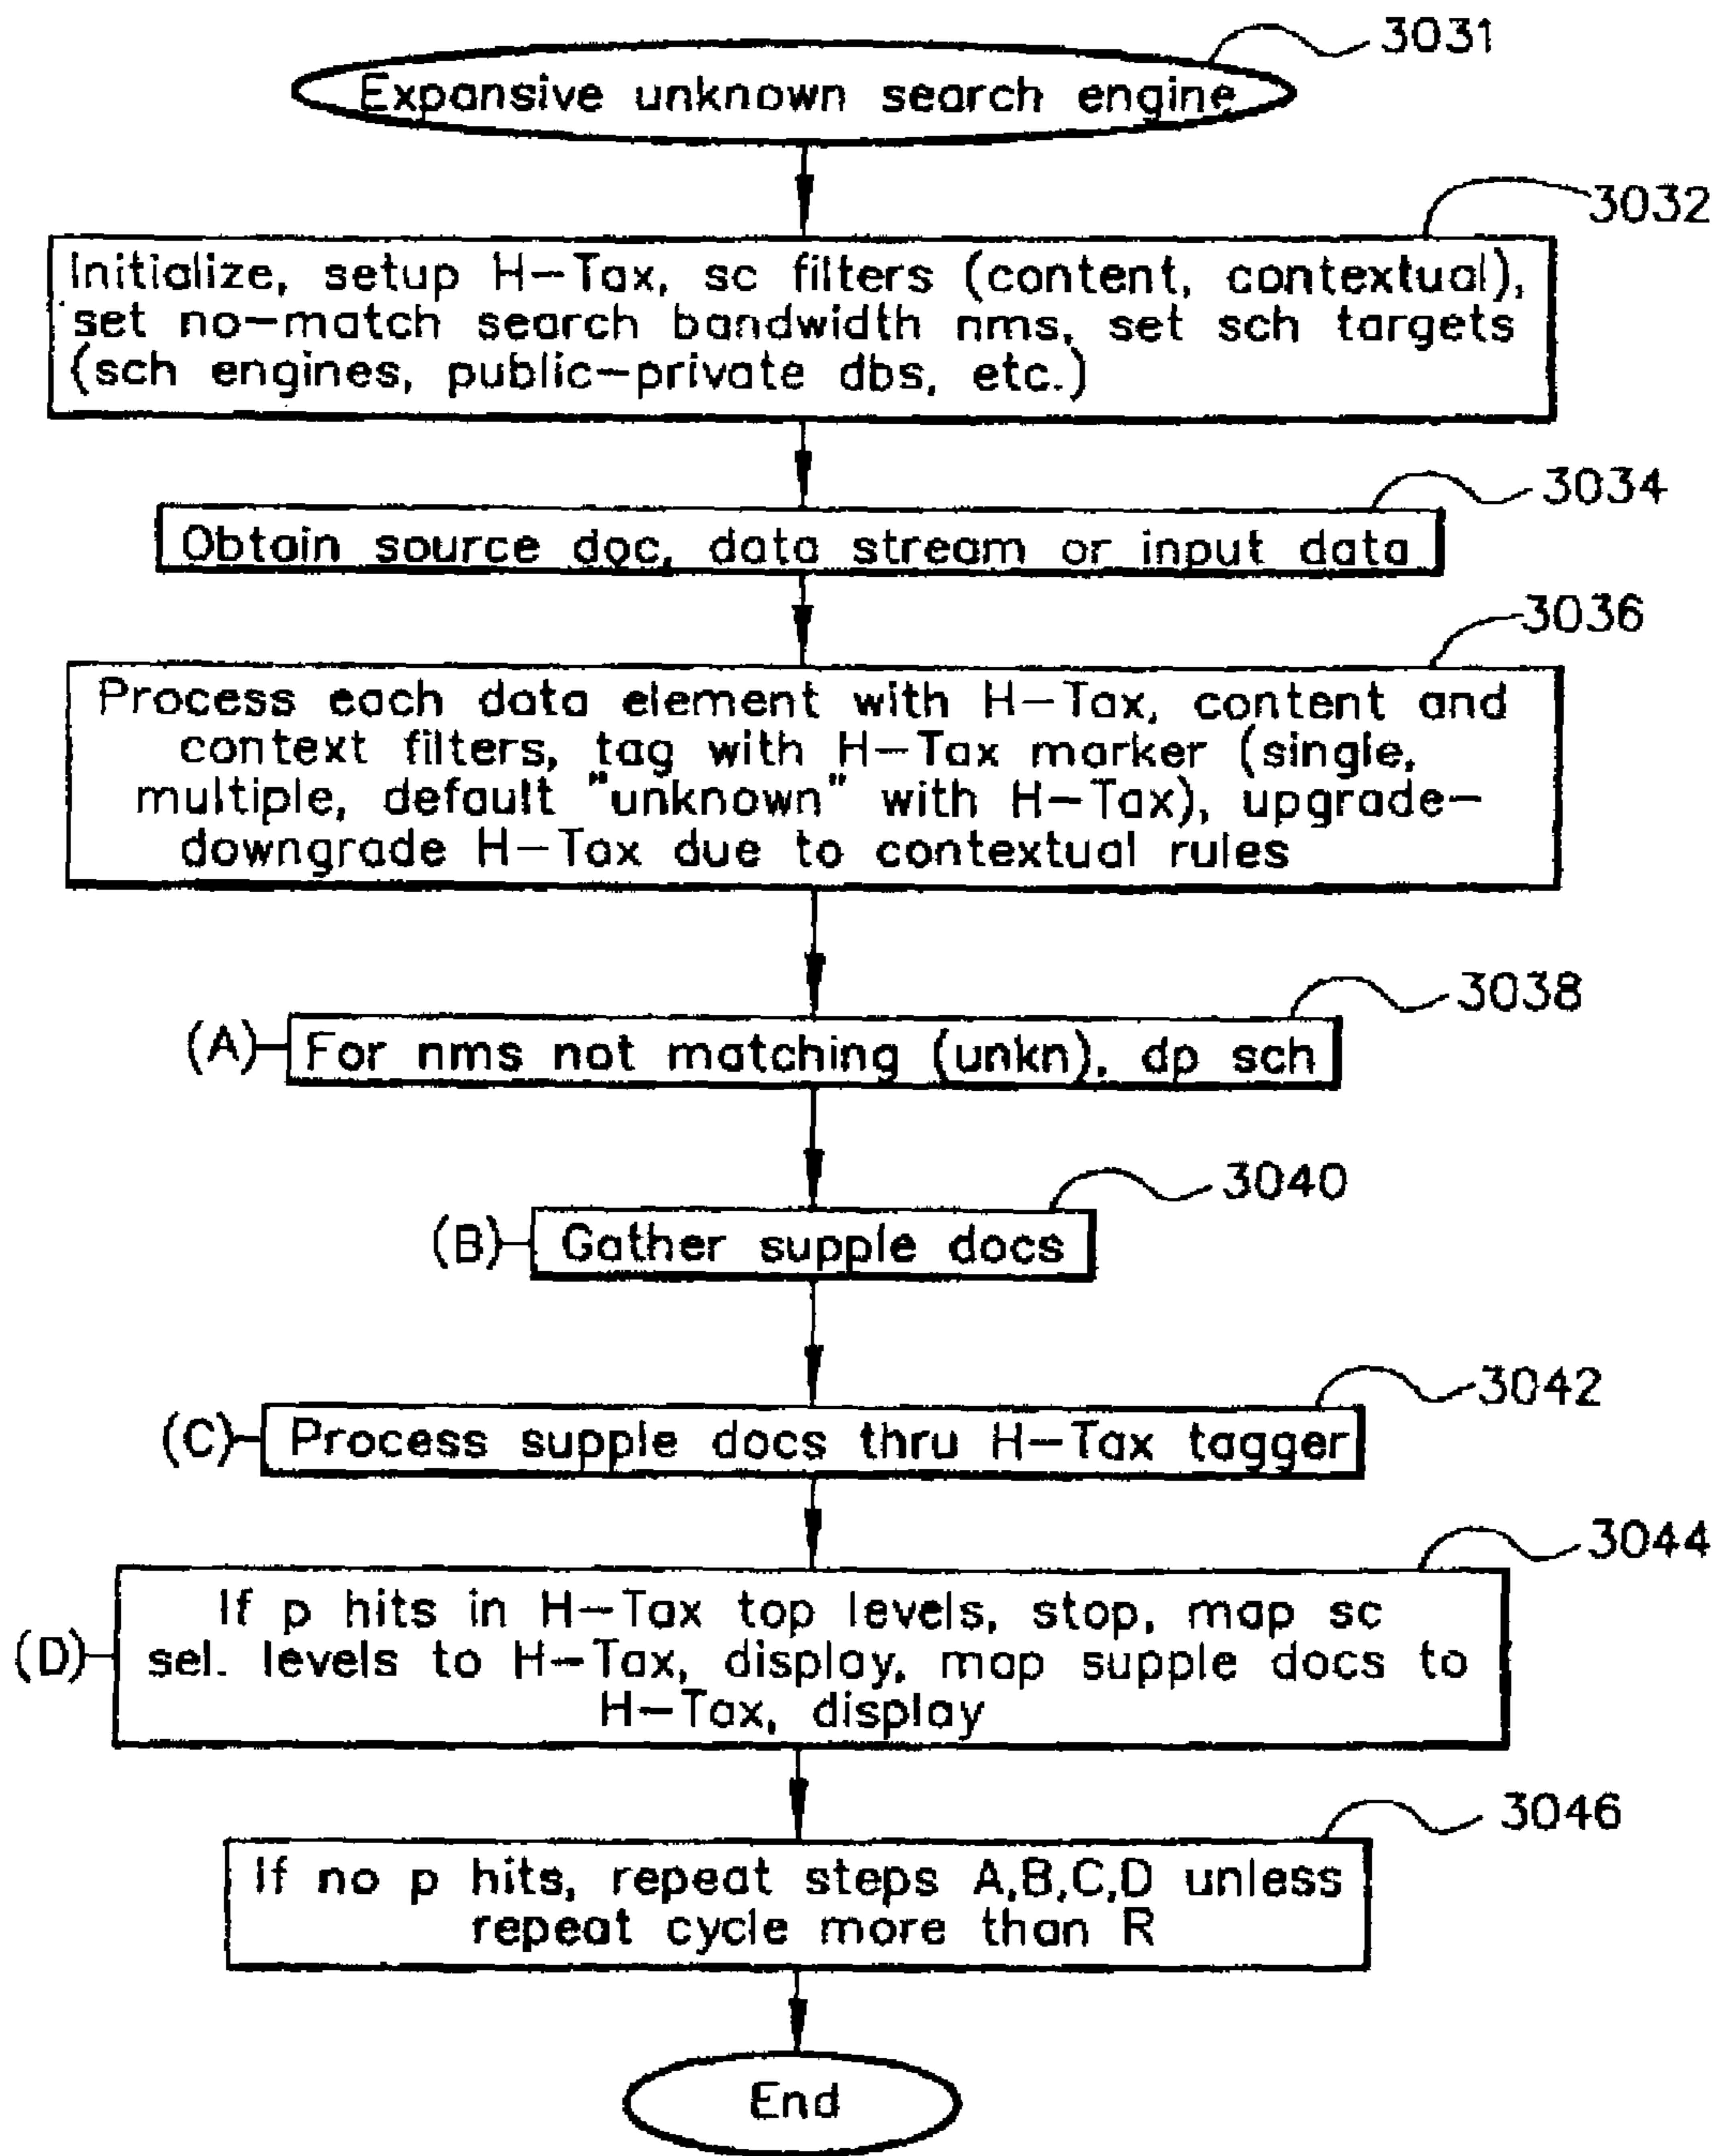 3031
Expansive unknown search engine
3032
Initialize, setup H-Tax, sc filters (content, contextual),
set no-match search bandwidth nms, set sch targets
(sch engines, public-private dbs, etc.)
3034
Obtain source doc, data stream or input data
3036
Process each data element with H-Tax, content and
context filters, tag with H-Tax marker (single,
multiple, default "unknown" with H-Tax), upgrade-
downgrade H-Tax due to contextual rules
3038
(A) For nms not matching (unkn), dp sch
3040
(B) Gather supple docs
3042
(C) Process supple docs thru H-Tax tagger
3044
If p hits in H-Tax top levels, stop, map sc
(D) sel. levels to H-Tax, display, map supple docs to
H-Tax, display
3046
If no p hits, repeat steps A,B,C,D unless
repeat cycle more than R
End